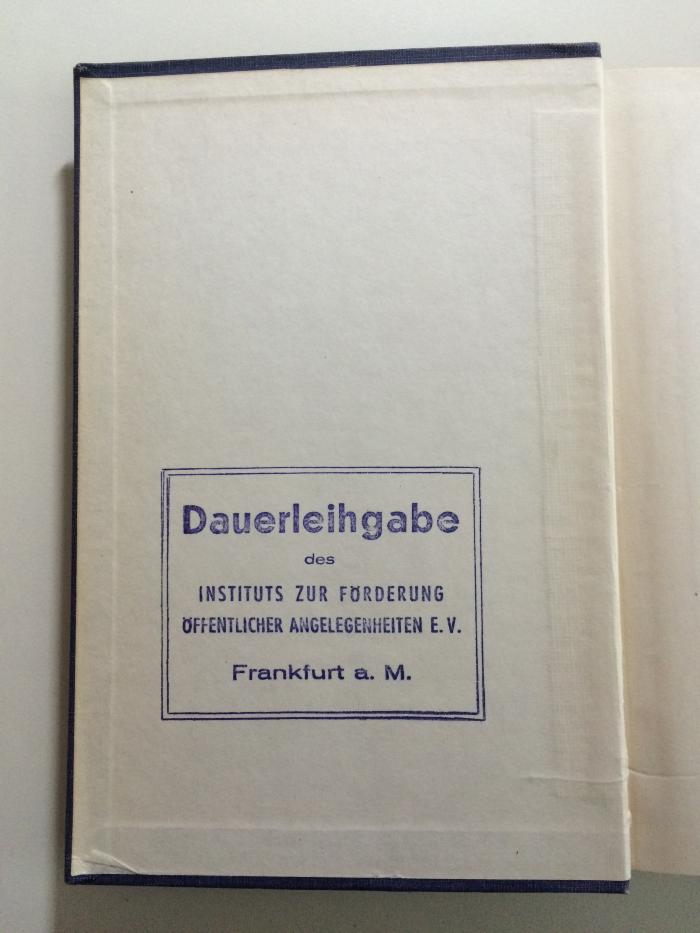 Dauerleihgabe
des
INSTITUTS ZUR FÖRDERUNG
ÖFFENTLICHER ANGELEGENHEITEN E. V.
Frankfurt a. M.